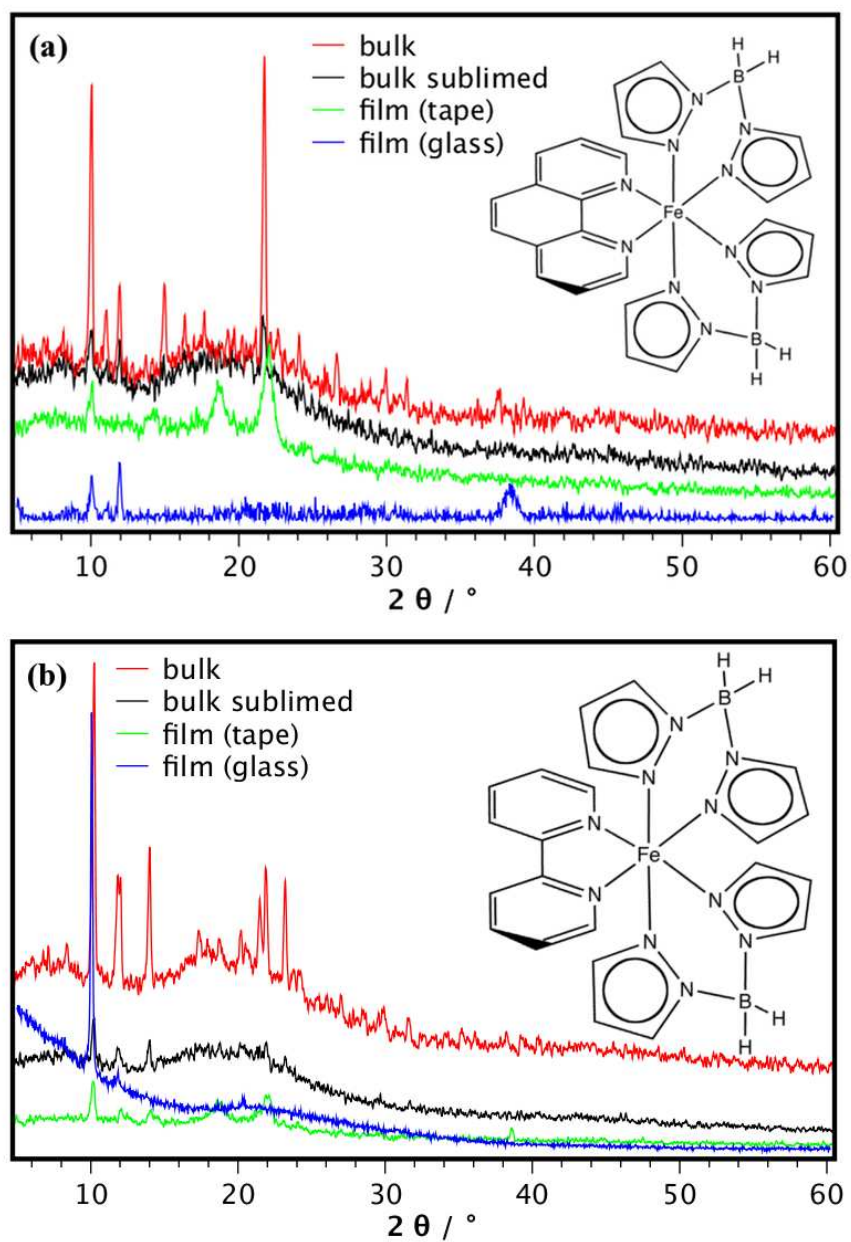 (a)
bulk
bulk sublimed
film (tape)
film (glass)
H
H
B
N
N
N
N
N
N
Fe
N
N
N
N
B
H
H
10 20 30 40 50 60
2 θ / °
(b)
bulk
bulk sublimed
film (tape)
film (glass)
H
H
B
N
N
N
N
N
N
Fe
N
N
N
N
B
H
H
10 20 30 40 50 60
2 θ / °